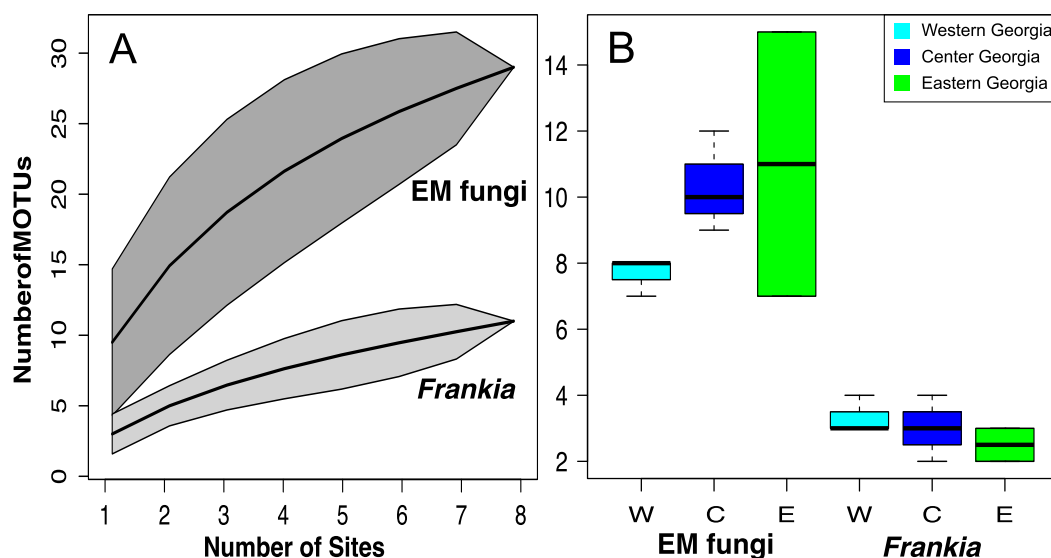 A
NumberofMOTUs
30
25
20
15
10
5
0
EM fungi
Frankia
1 2 3 4 5 6 7 8
Number of Sites
B
Western Georgia
Center Georgia
Eastern Georgia
14
12
10
8
6
4
2
W C E W C E
EM fungi Frankia